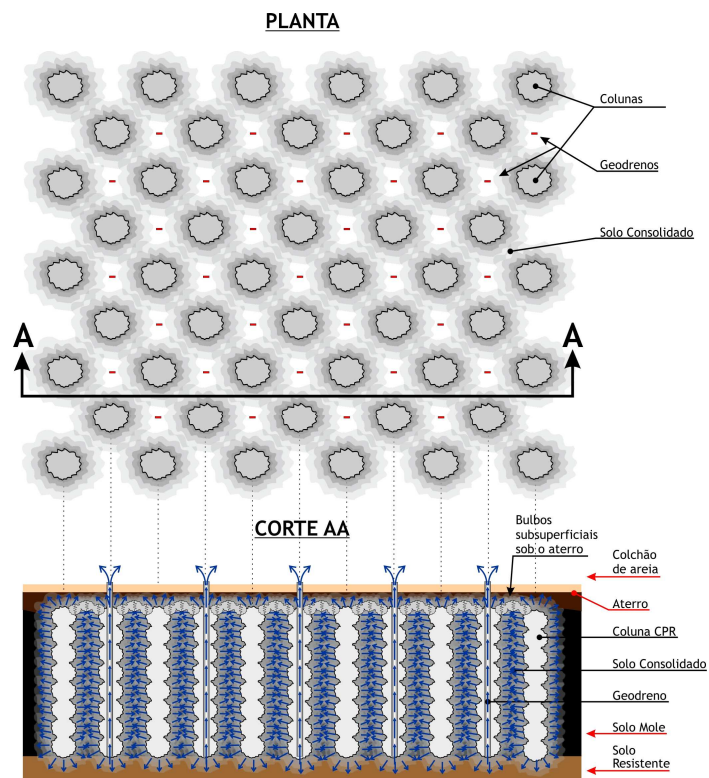 PLANTA
Colunas
Geodrenos
Solo Consolidado
A
A
CORTE AA
Bulbos
subsuperficiais
sob o aterro
Colchão
de areia
Aterro
Coluna CPR
Solo Consolidado
Geodreno
Solo Mole
Solo
Resistente